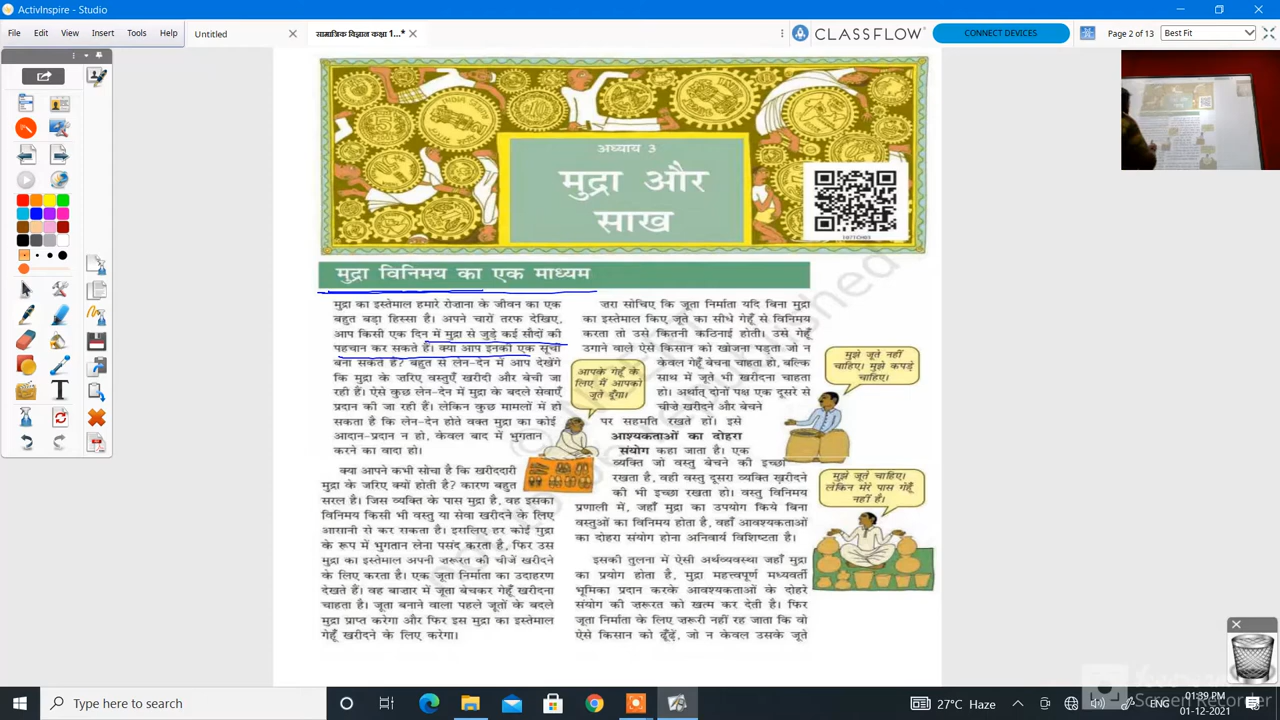 ActivInspire - Studio
File Edit View Insert Tools Help
Untitled
सामाजिक विज्ञान कक्षा 1...*
CLASSFLOW
CONNECT DEVICES
Page 2 of 13
Best Fit
अध्याय 3
मुद्रा और
साख
1071CH03
मुद्रा विनिमय का एक माध्यम
मुद्रा का इस्तेमाल हमारे रोज़ाना के जीवन का एक
बहुत बड़ा हिस्सा है। अपने चारों तरफ देखिए,
आप किसी एक दिन में मुद्रा से जुड़े कई सौदों की
पहचान कर सकते हैं। क्या आप इनकी एक सूची
बना सकते हैं? बहुत से लेन-देन में आप देखेंगे
कि मुद्रा के ज़रिए वस्तुएँ खरीदी और बेची जा
रही हैं। ऐसे कुछ लेन-देन में मुद्रा के बदले सेवाएँ
प्रदान की जा रही हैं। लेकिन कुछ मामलों में हो
सकता है कि लेन-देन होते वक्त मुद्रा का कोई
आदान-प्रदान न हो, केवल बाद में भुगतान
करने का वादा हो।
क्या आपने कभी सोचा है कि खरीददारी
मुद्रा के जरिए क्यों होती है? कारण बहुत
सरल है। जिस व्यक्ति के पास मुद्रा है, वह इसका
विनिमय किसी भी वस्तु या सेवा खरीदने के लिए
आसानी से कर सकता है। इसलिए हर कोई मुद्रा
के रूप में भुगतान लेना पसंद करता है, फिर उस
मुद्रा का इस्तेमाल अपनी ज़रूरत की चीजें खरीदने
के लिए करता है। एक जूता निर्माता का उदाहरण
देखते हैं। वह बाजार में जूता बेचकर गेहूँ खरीदना
चाहता है। जूता बनाने वाला पहले जूतों के बदले
मुद्रा प्राप्त करेगा और फिर इस मुद्रा का इस्तेमाल
गेहूँ खरीदने के लिए करेगा।
ज़रा सोचिए कि जूता निर्माता यदि बिना मुद्रा
का इस्तेमाल किए जूते का सीधे गेहूँ से विनिमय
करता तो उसे कितनी कठिनाई होती। उसे गेहूँ
उगाने वाले ऐसे किसान को खोजना पड़ता जो न
केवल गेहूँ बेचना चाहता हो, बल्कि
साथ में जूते भी खरीदना चाहता
हो। अर्थात् दोनों पक्ष एक दूसरे से
चीजें खरीदने और बेचने
पर सहमति रखते हों। इसे
आश्यकताओं का दोहरा
संयोग कहा जाता है। एक
व्यक्ति जो वस्तु बेचने की इच्छा
रखता है, वही वस्तु दूसरा व्यक्ति खरीदने
की भी इच्छा रखता हो। वस्तु विनिमय
प्रणाली में, जहाँ मुद्रा का उपयोग किये बिना
वस्तुओं का विनिमय होता है, वहाँ आवश्यकताओं
का दोहरा संयोग होना अनिवार्य विशिष्टता है।
इसकी तुलना में ऐसी अर्थव्यवस्था जहाँ मुद्रा
का प्रयोग होता है, मुद्रा महत्त्वपूर्ण मध्यवर्ती
भूमिका प्रदान करके आवश्यकताओं के दोहरे
संयोग की ज़रूरत को खत्म कर देती है। फिर
जूता निर्माता के लिए ज़रूरी नहीं रह जाता कि वो
ऐसे किसान को ढूँढ़ें, जो न केवल उसके जूते
आपके गेहूँ के
लिए मैं आपको
जूते दूँगा।
मुझे जूते नहीं
चाहिए। मुझे कपड़े
चाहिए।
मुझे जूते चाहिए।
लेकिन मेरे पास गेहूँ
नहीं है।
Type here to search
27°C Haze
ENG
01:39 PM
01-12-2021
Screen Recorder